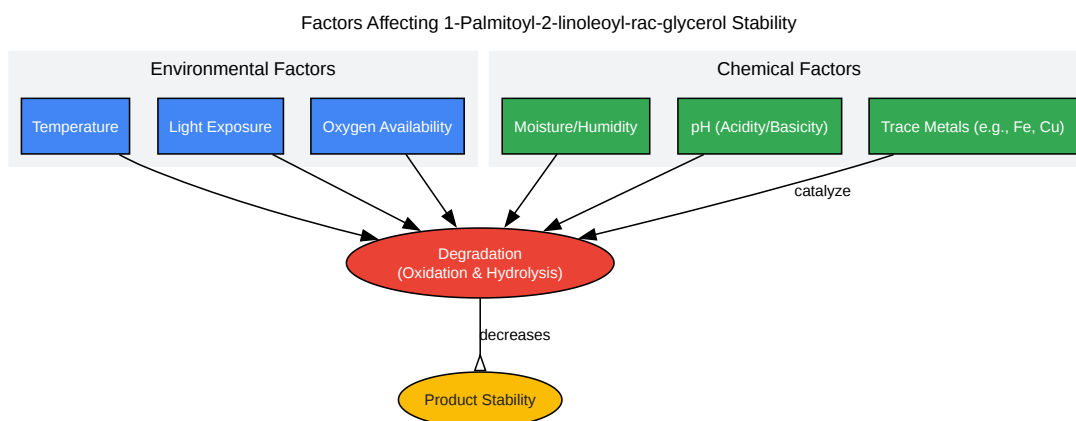 Factors Affecting 1-Palmitoyl-2-linoleoyl-rac-glycerol Stability
Environmental Factors
Chemical Factors
Temperature
Light Exposure
Oxygen Availability
Moisture/Humidity
pH (Acidity/Basicity)
Trace Metals (e.g., Fe, Cu)
catalyze
Degradation
(Oxidation & Hydrolysis)
decreases
Product Stability